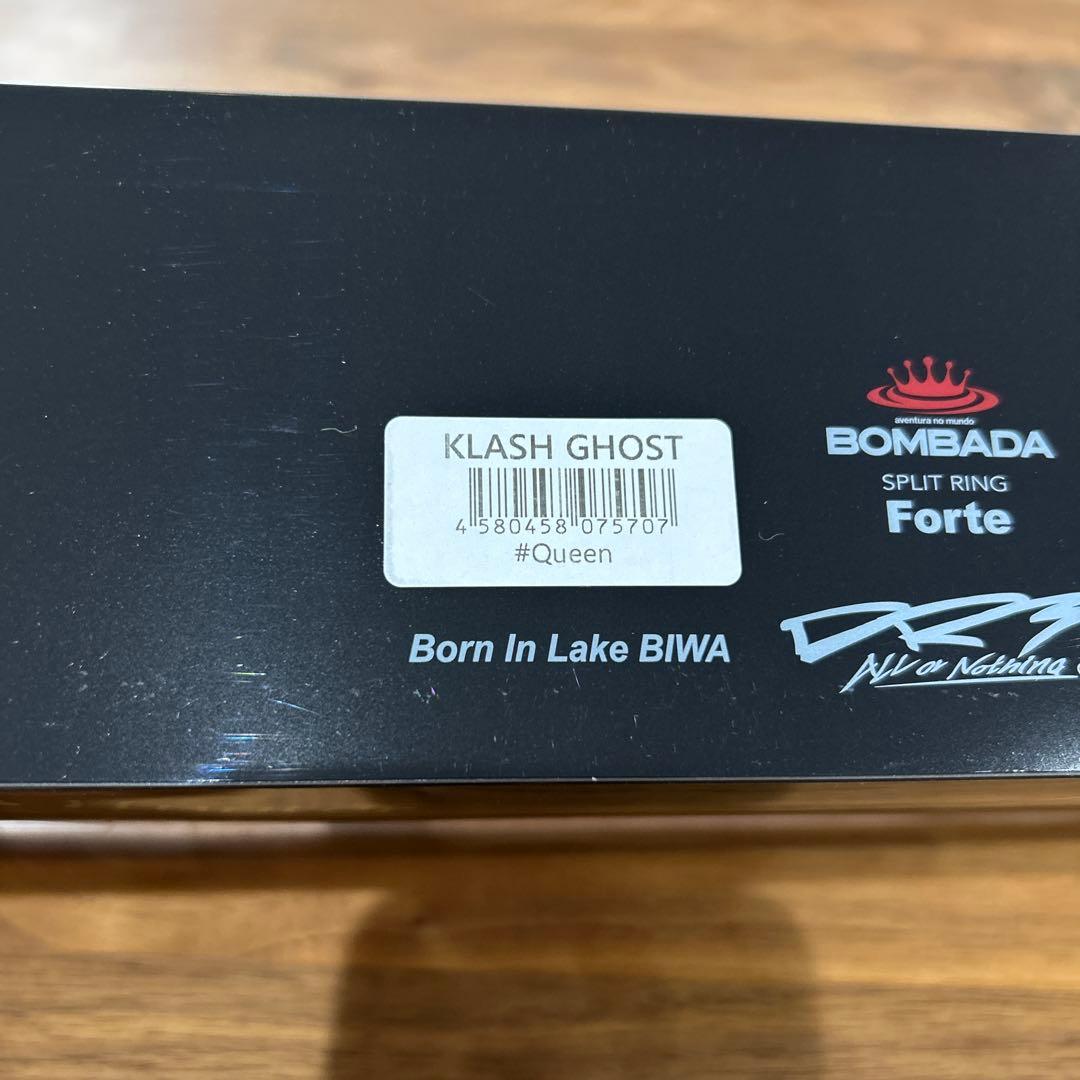 KLASH GHOST
4 580458 075707
#Queen
Born In Lake BIWA
aventura no mundo
BOMBADA
SPLIT RING
Forte
DRT
All or Nothing